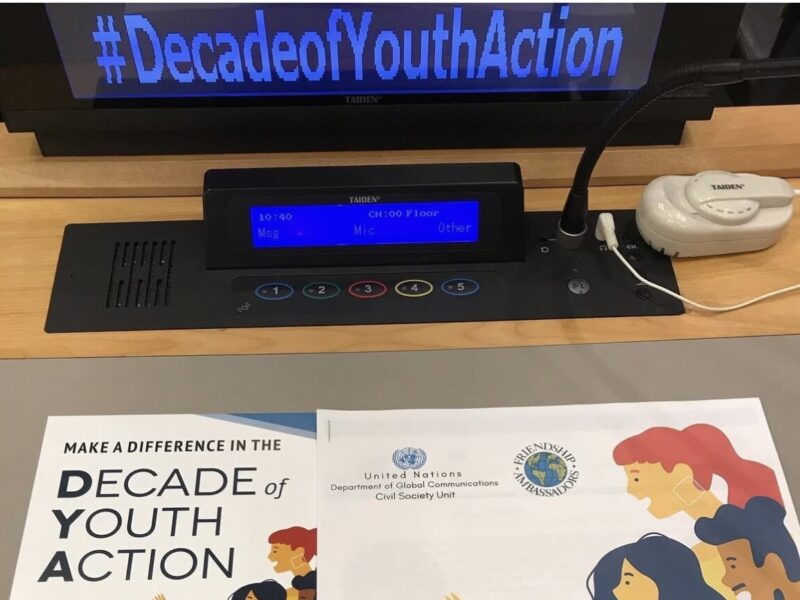 #DecadeofYouthAction
TAIDEN
TAIDEN
10:40 CH:00 Floor
Msg Mic Other
1 2 3 4 5
TAIDEN
CH.
MAKE A DIFFERENCE IN THE
DECADE of
YOUTH
ACTION
United Nations
Department of Global Communications
Civil Society Unit
FRIENDSHIP
AMBASSADORS